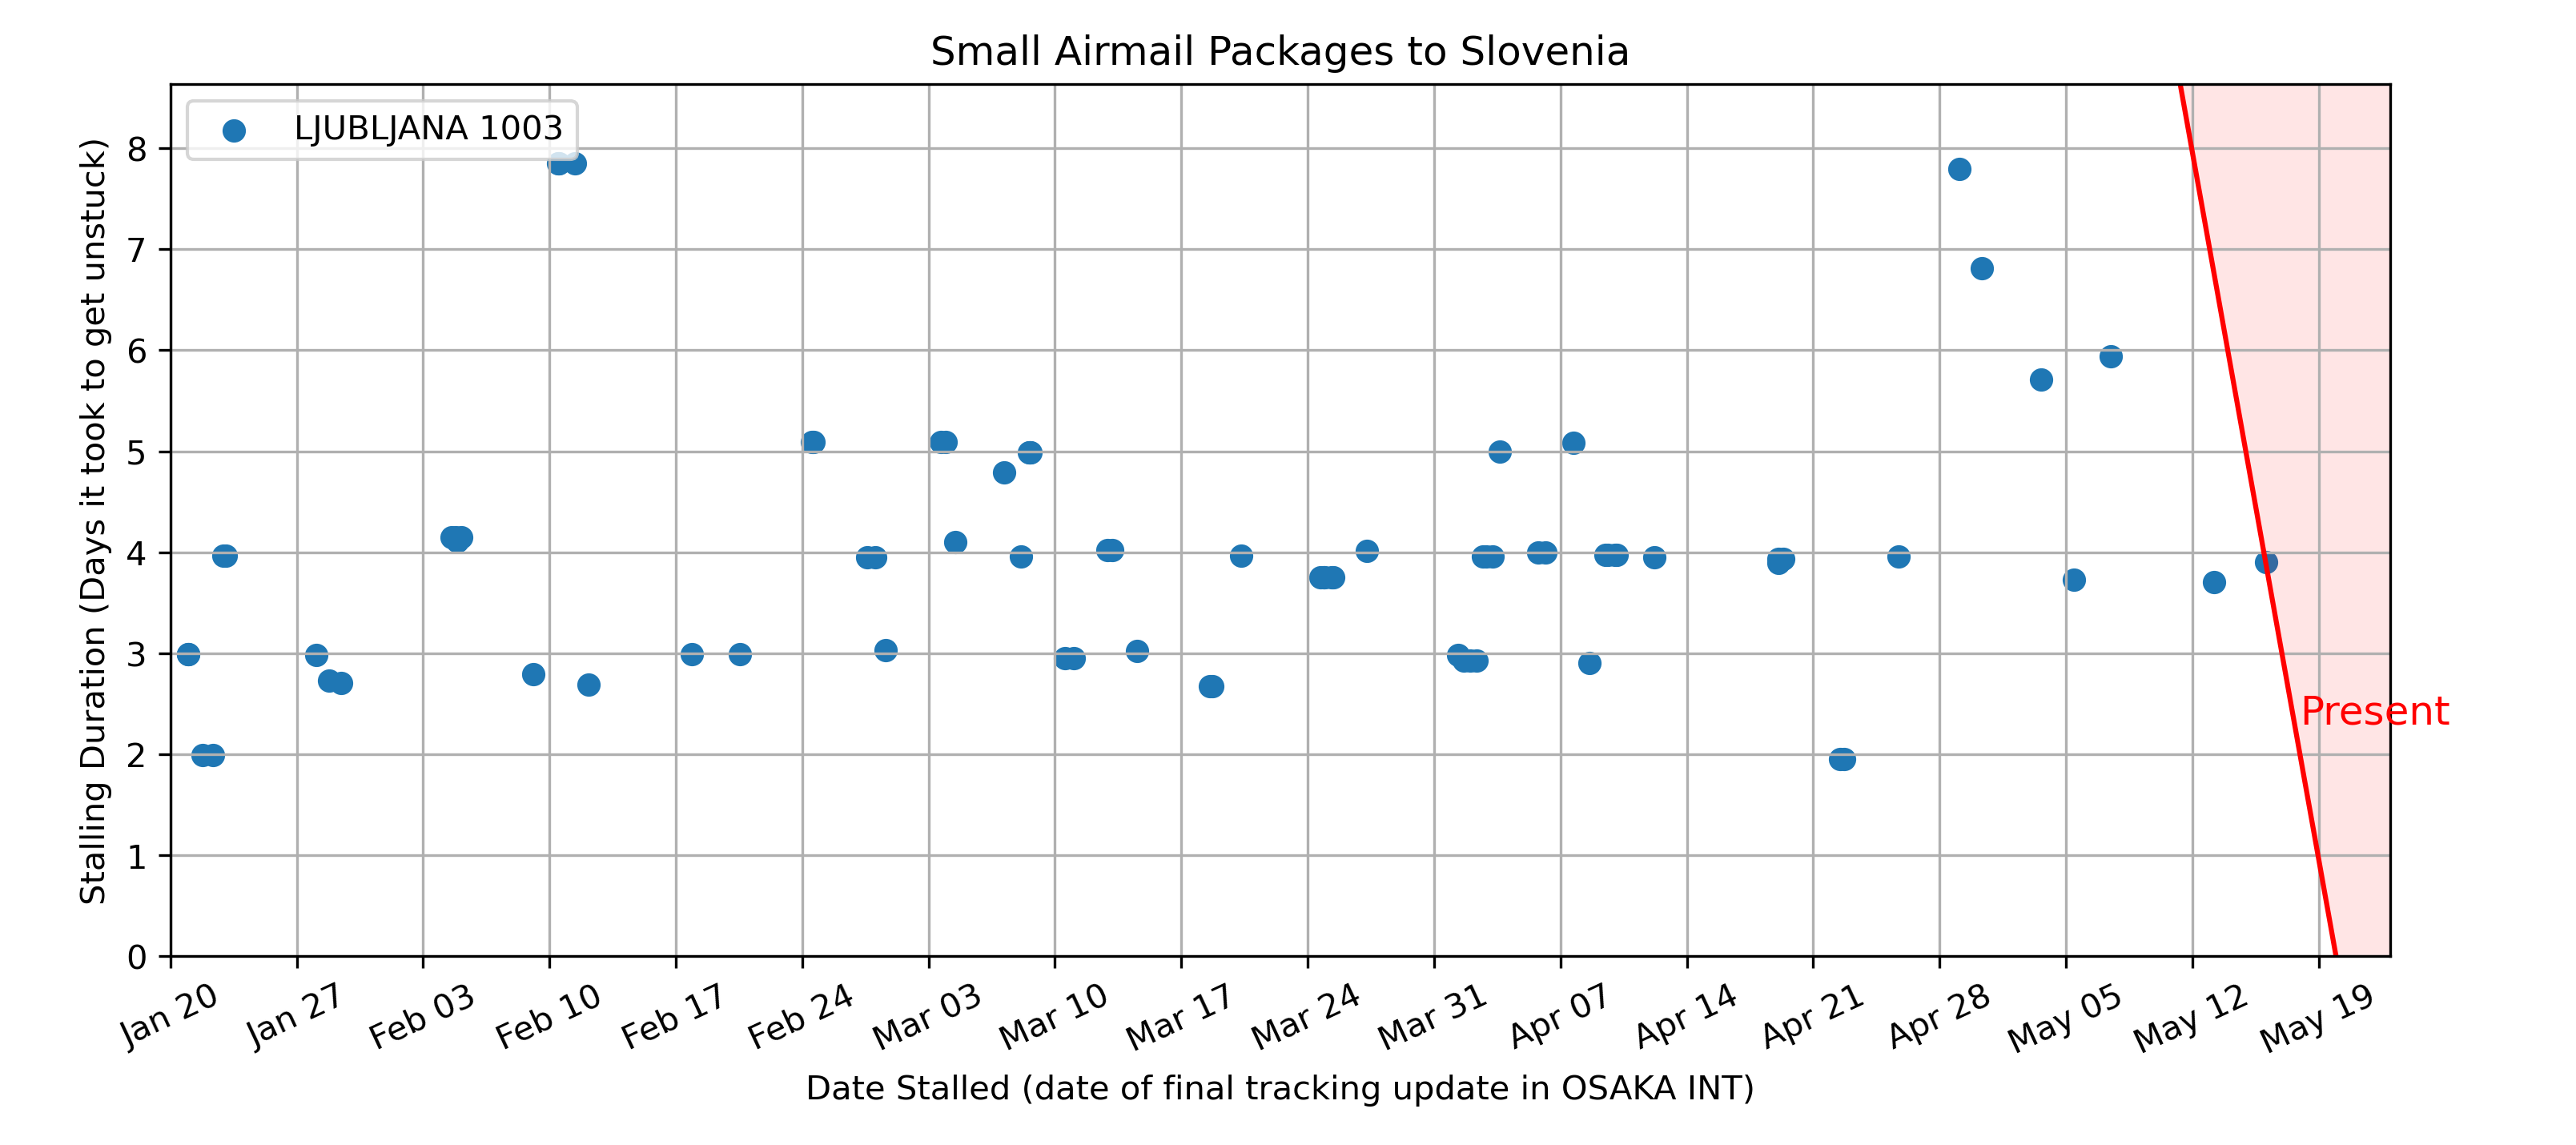 Small Airmail Packages to Slovenia
LJUBLJANA 1003
Stalling Duration (Days it took to get unstuck)
8
7
6
5
4
3
2
1
0
Present
Jan 20
Jan 27
Feb 03
Feb 10
Feb 17
Feb 24
Mar 03
Mar 10
Mar 17
Mar 24
Mar 31
Apr 07
Apr 14
Apr 21
Apr 28
May 05
May 12
May 19
Date Stalled (date of final tracking update in OSAKA INT)